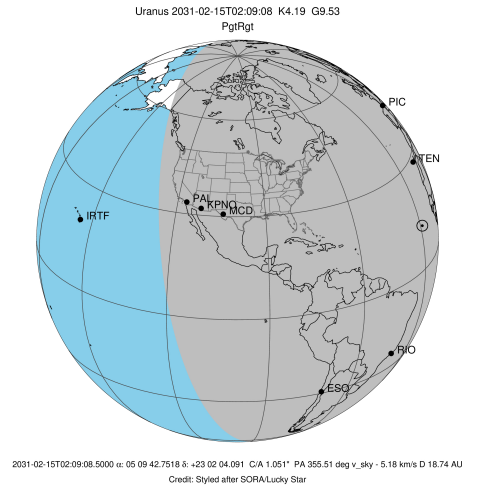 Uranus 2031-02-15T02:09:08 K4.19 G9.53
PgtRgt
PIC
TEN
PAL
KPNO
MCD
IRTF
RIO
ESO
2031-02-15T02:09:08.5000 α: 05 09 42.7518 δ: +23 02 04.091 C/A 1.051" PA 355.51 deg v_sky - 5.18 km/s D 18.74 AU
Credit: Styled after SORA/Lucky Star